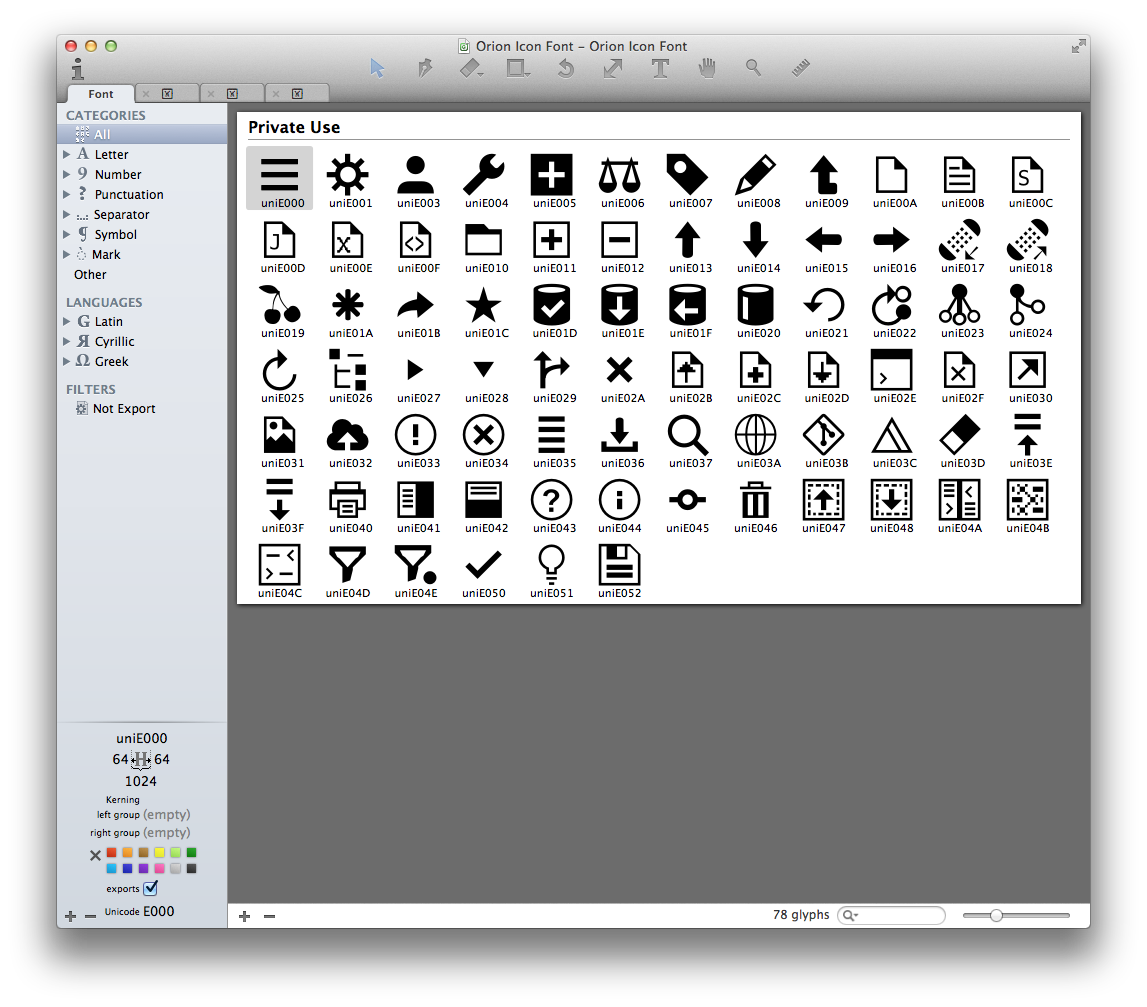 Orion Icon Font – Orion Icon Font
Font
CATEGORIES
All
Letter
Number
Punctuation
Separator
Symbol
Mark
Other
LANGUAGES
Latin
Cyrillic
Greek
FILTERS
Not Export
uniE000
64 H 64
1024
Kerning
left group (empty)
right group (empty)
exports
Unicode E000
Private Use
uniE000 uniE001 uniE003 uniE004 uniE005 uniE006 uniE007 uniE008 uniE009 uniE00A uniE00B uniE00C
uniE00D uniE00E uniE00F uniE010 uniE011 uniE012 uniE013 uniE014 uniE015 uniE016 uniE017 uniE018
uniE019 uniE01A uniE01B uniE01C uniE01D uniE01E uniE01F uniE020 uniE021 uniE022 uniE023 uniE024
uniE025 uniE026 uniE027 uniE028 uniE029 uniE02A uniE02B uniE02C uniE02D uniE02E uniE02F uniE030
uniE031 uniE032 uniE033 uniE034 uniE035 uniE036 uniE037 uniE03A uniE03B uniE03C uniE03D uniE03E
uniE03F uniE040 uniE041 uniE042 uniE043 uniE044 uniE045 uniE046 uniE047 uniE048 uniE04A uniE04B
uniE04C uniE04D uniE04E uniE050 uniE051 uniE052
78 glyphs